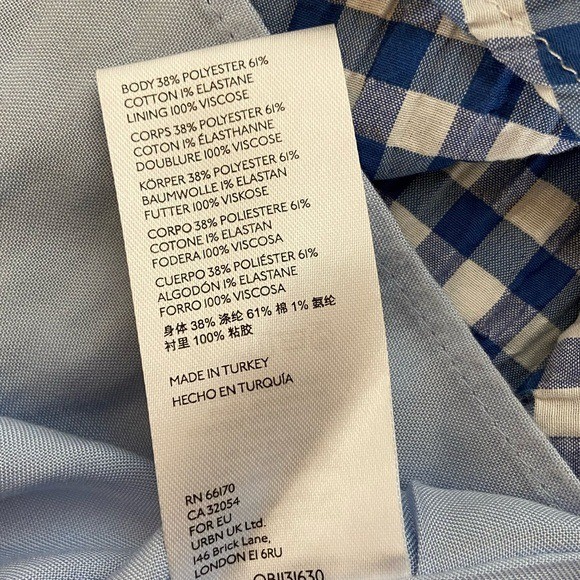 BODY 38% POLYESTER 61%
COTTON 1% ELASTANE
LINING 100% VISCOSE
CORPS 38% POLYESTER 61%
COTON 1% ÉLASTHANNE
DOUBLURE 100% VISCOSE
KÖRPER 38% POLYESTER 61%
BAUMWOLLE 1% ELASTAN
FUTTER 100% VISKOSE
CORPO 38% POLIESTERE 61%
COTONE 1% ELASTAN
FODERA 100% VISCOSA
CUERPO 38% POLIÉSTER 61%
ALGODÓN 1% ELASTANE
FORRO 100% VISCOSA
身体 38% 涤纶 61% 棉 1% 氨纶
衬里 100% 粘胶
MADE IN TURKEY
HECHO EN TURQUÍA
RN 66170
CA 32054
FOR EU
URBN UK Ltd.
146 Brick Lane,
LONDON E1 6RU
OB1131630